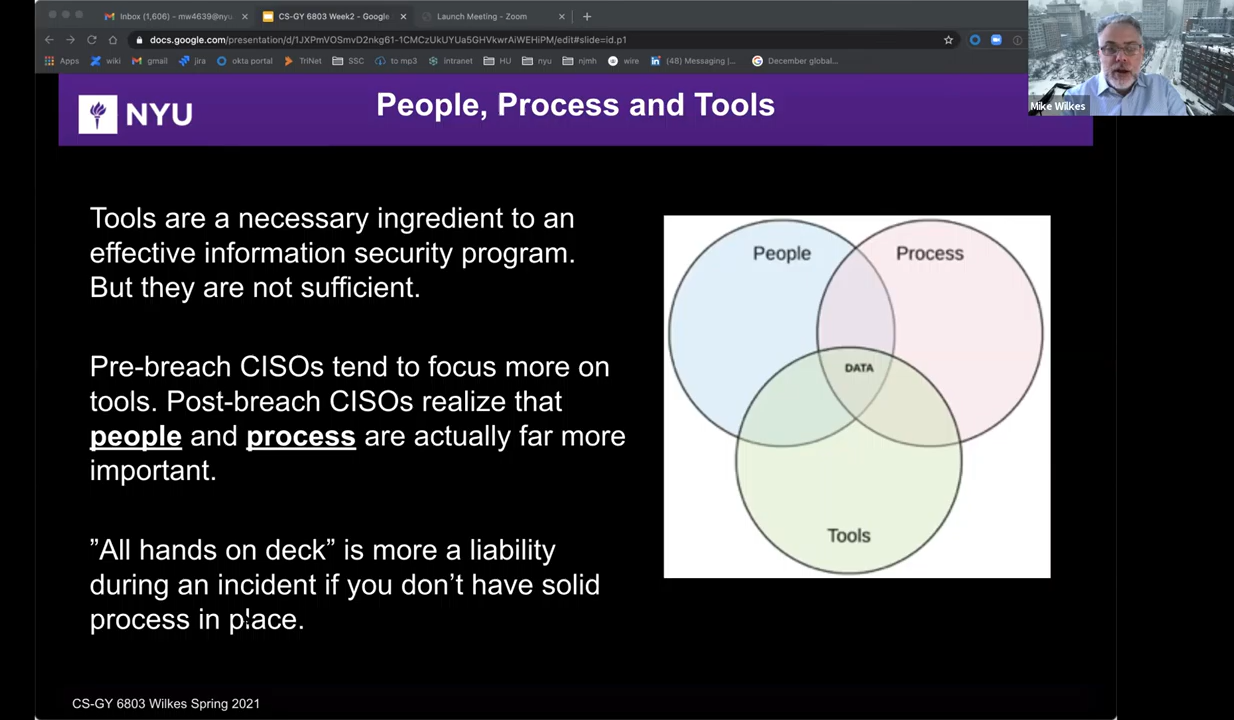 Inbox (1,606) - mw4639@nyu
CS-GY 6803 Week2 - Google
Launch Meeting - Zoom
docs.google.com/presentation/d/1JXPmVOSmvD2nkg61-1CMCzUkUYUa5GHVkwrAiWEHiPM/edit#slide=id.p1
Apps wiki gmail jira okta portal TriNet SSC to mp3 intranet HU nyu njmh wire (48) Messaging |... December global...
Mike Wilkes
NYU
People, Process and Tools
Tools are a necessary ingredient to an
effective information security program.
But they are not sufficient.
Pre-breach CISOs tend to focus more on
tools. Post-breach CISOs realize that
people and process are actually far more
important.
”All hands on deck” is more a liability
during an incident if you don’t have solid
process in place.
People
Process
DATA
Tools
CS-GY 6803 Wilkes Spring 2021